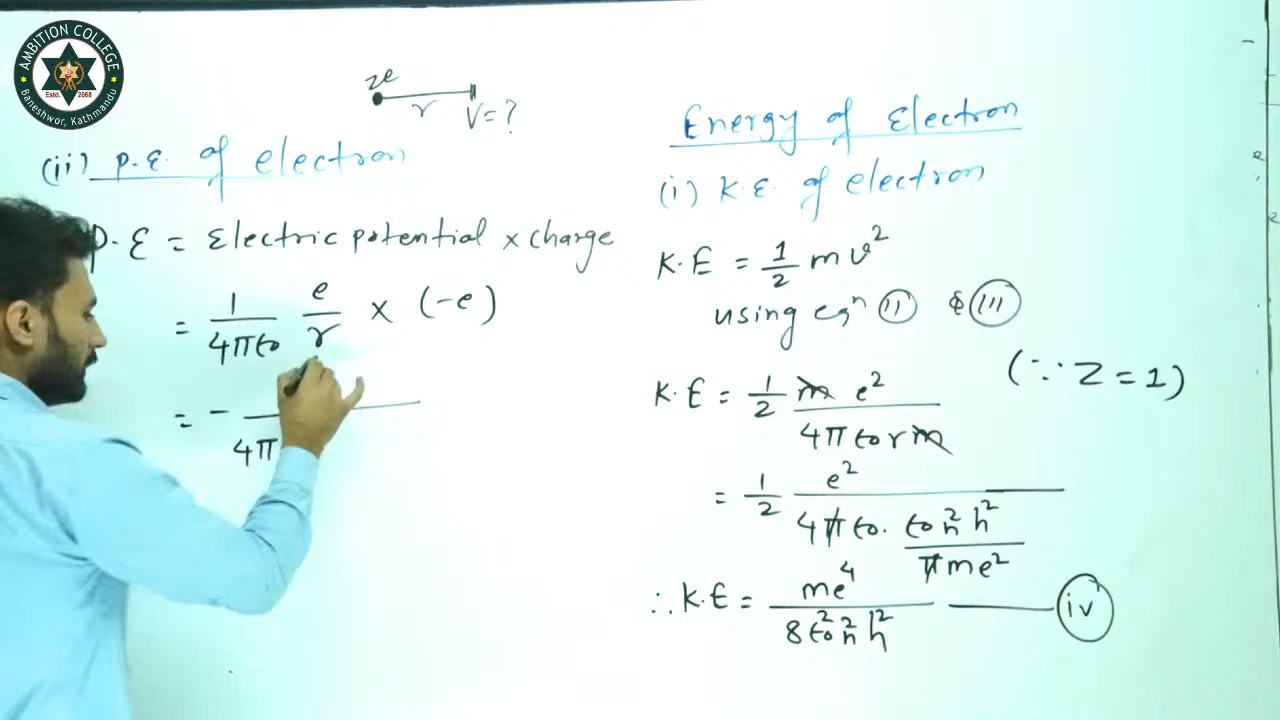 AMBITION COLLEGE
Estd. 2068
Baneshwor, Kathmandu
ze
r
V = ?
(ii) P.E. of electron
P.E = Electric potential × charge
= 1/4πε₀ e/r × (-e)
= -
4π
Energy of Electron
(i) K.E. of electron
K.E = 1/2 mv²
using eqⁿ (ii) & (iii)
K.E = 1/2 m e²/4πε₀rm (∵ Z = 1)
= 1/2 e²/4πε₀. ε₀n²h²/πme²
∴ K.E = me⁴/8ε₀²n²h² — (iv)